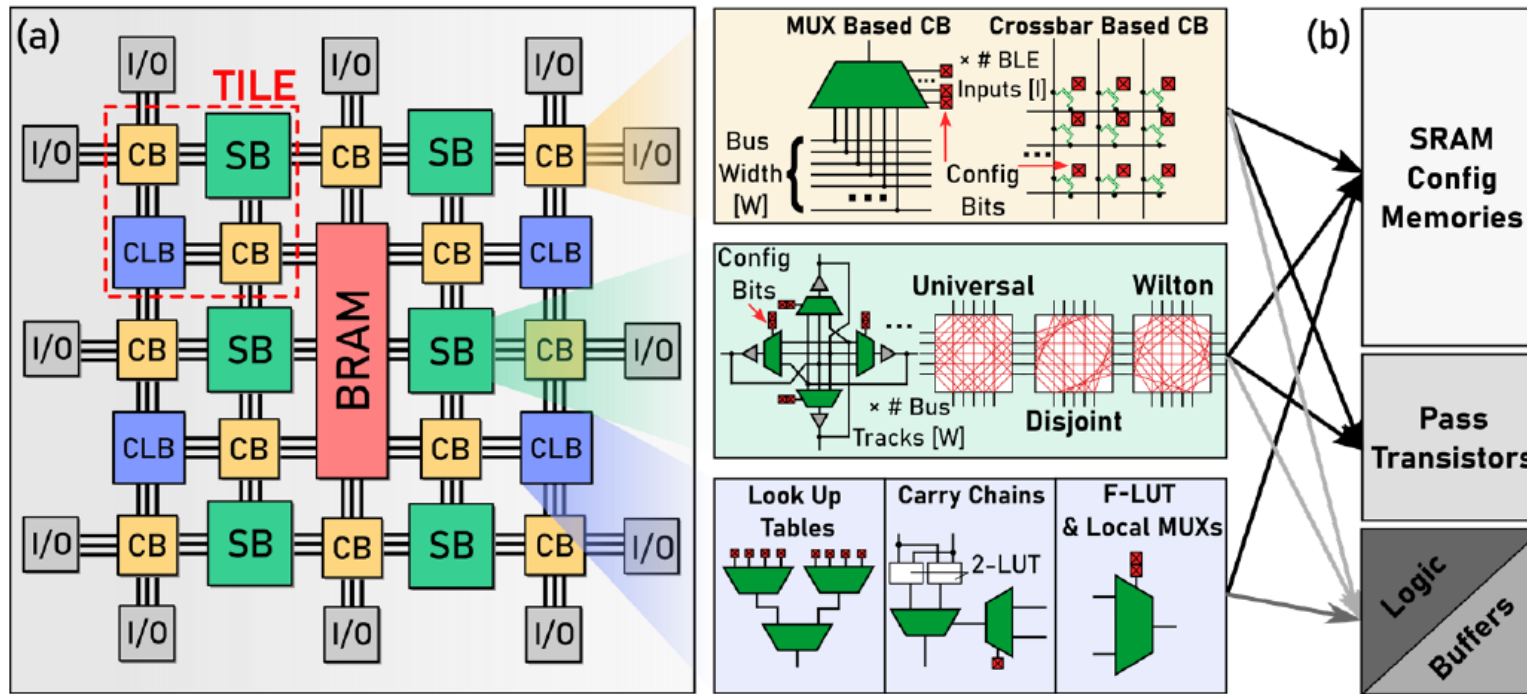 (a)
I/O
I/O
I/O
TILE
I/O
CB
SB
CB
SB
CB
I/O
CLB
CB
BRAM
CB
CLB
I/O
CB
SB
SB
CB
I/O
CLB
CB
CB
CLB
I/O
CB
SB
CB
SB
CB
I/O
I/O
I/O
I/O
MUX Based CB
× # BLE
Inputs [I]
Bus
Width
[W]
Config
Bits
Crossbar Based CB
Config
Bits
× # Bus
Tracks [W]
Universal
Disjoint
Wilton
Look Up
Tables
Carry Chains
2-LUT
F-LUT
& Local MUXs
(b)
SRAM
Config
Memories
Pass
Transistors
Logic
Buffers